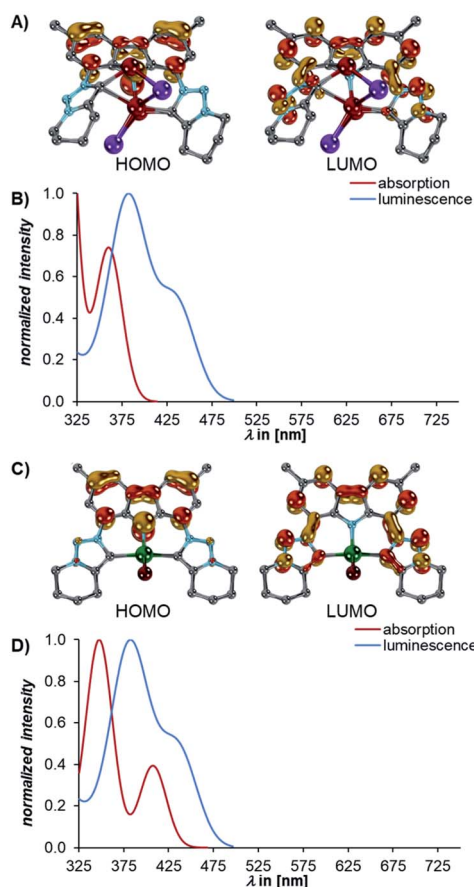 A)
HOMO LUMO
absorption
luminescence
B)
normalized intensity
1.0
0.8
0.6
0.4
0.2
0.0
325 375 425 475 525 575 625 675 725
λ in [nm]
C)
HOMO LUMO
absorption
luminescence
D)
normalized intensity
1.0
0.8
0.6
0.4
0.2
0.0
325 375 425 475 525 575 625 675 725
λ in [nm]